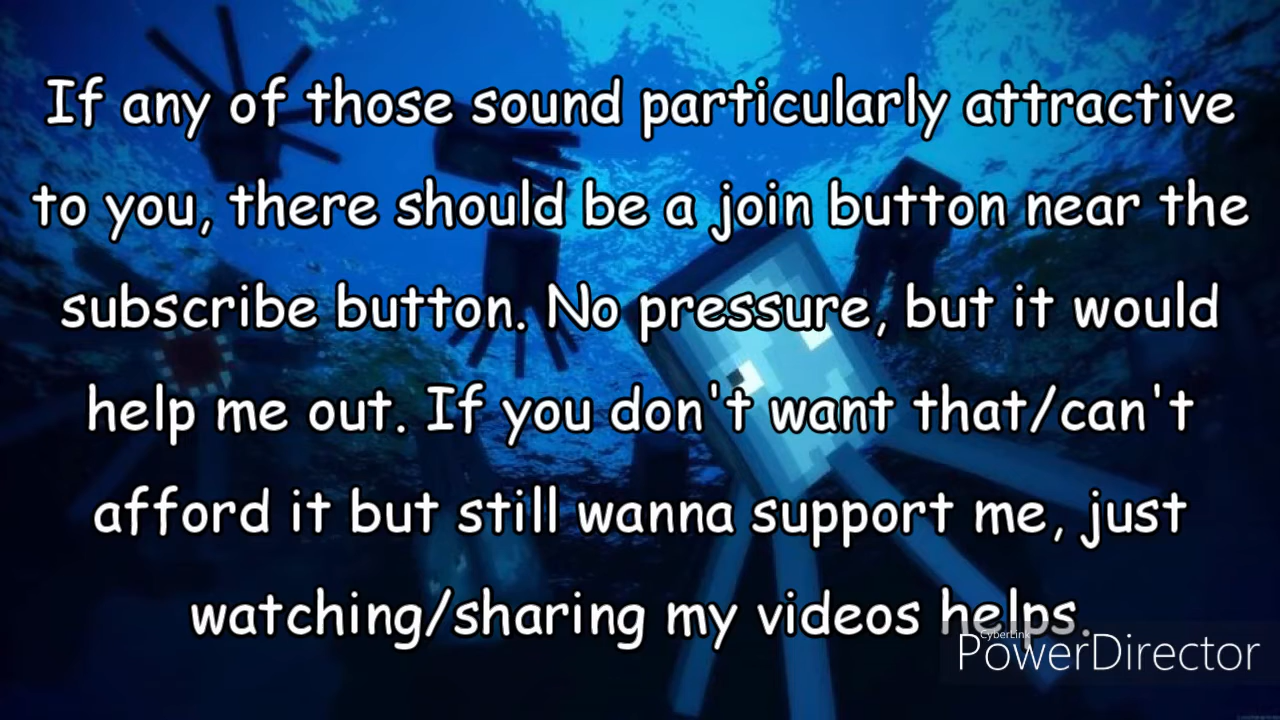 If any of those sound particularly attractive
to you, there should be a join button near the
subscribe button. No pressure, but it would
help me out. If you don't want that/can't
afford it but still wanna support me, just
watching/sharing my videos helps.
CyberLink
PowerDirector